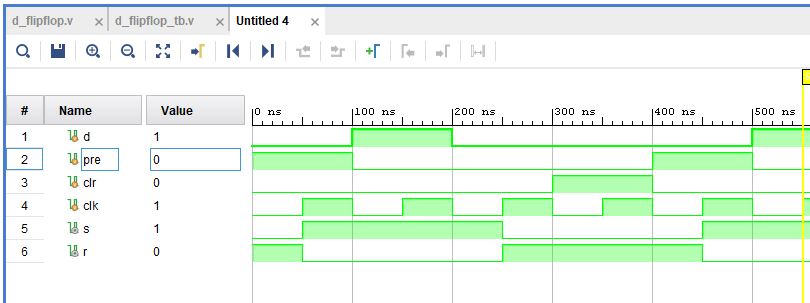 d_flipflop.v × d_flipflop_tb.v × Untitled 4 ×
# Name Value 0 ns 100 ns 200 ns 300 ns 400 ns 500 ns
1 d 1
2 pre 0
3 clr 0
4 clk 1
5 s 1
6 r 0